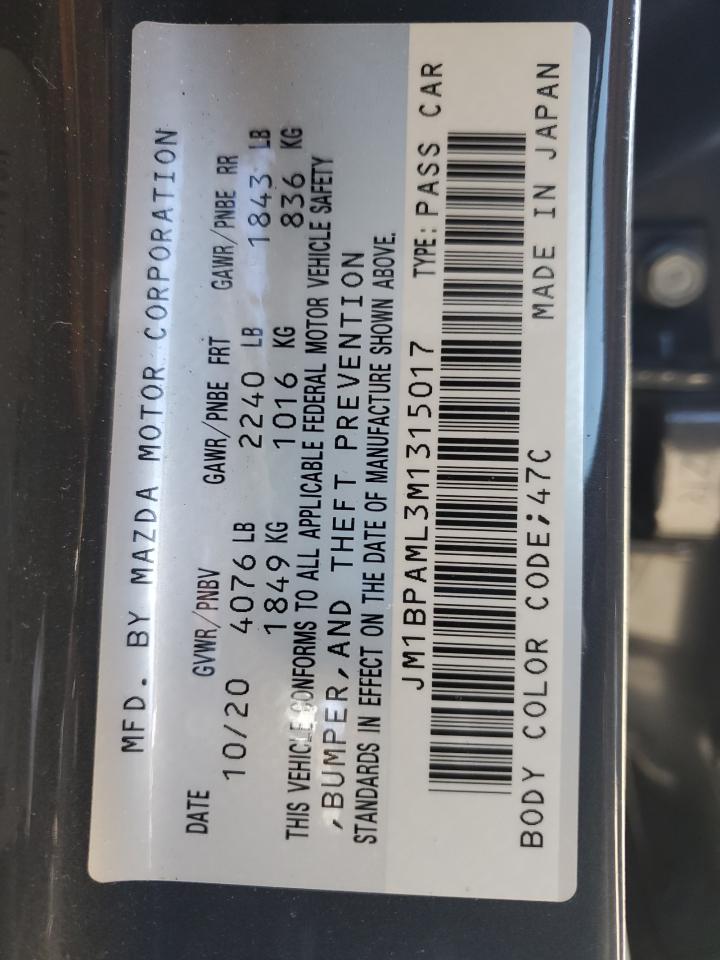 MFD. BY MAZDA MOTOR CORPORATION
DATE GVWR/PNBV GAWR/PNBE FRT GAWR/PNBE RR
10/20 4076 LB 2240 LB 1843 LB
1849 KG 1016 KG 836 KG
THIS VEHICLE CONFORMS TO ALL APPLICABLE FEDERAL MOTOR VEHICLE SAFETY
,BUMPER,AND THEFT PREVENTION
STANDARDS IN EFFECT ON THE DATE OF MANUFACTURE SHOWN ABOVE.
JM1BPAML3M1315017 TYPE: PASS CAR
BODY COLOR CODE;47C MADE IN JAPAN